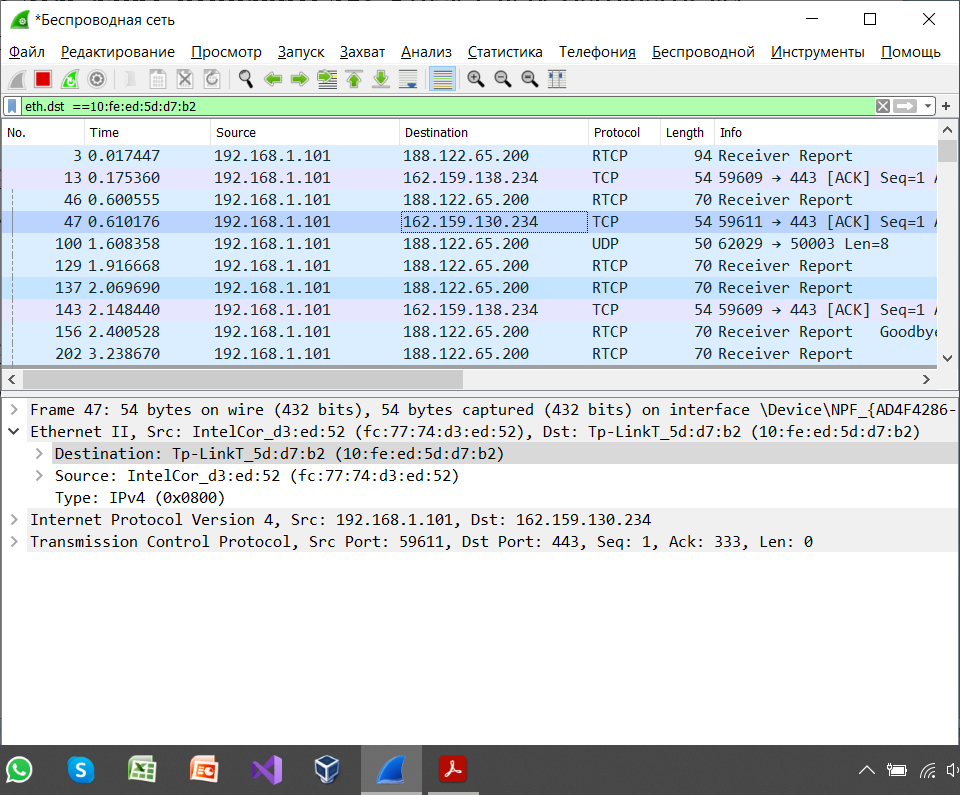 *Беспроводная сеть
Файл Редактирование Просмотр Запуск Захват Анализ Статистика Телефония Беспроводной Инструменты Помощь
eth.dst ==10:fe:ed:5d:d7:b2
No. Time Source Destination Protocol Length Info
3 0.017447 192.168.1.101 188.122.65.200 RTCP 94 Receiver Report
13 0.175360 192.168.1.101 162.159.138.234 TCP 54 59609 → 443 [ACK] Seq=1 A
46 0.600555 192.168.1.101 188.122.65.200 RTCP 70 Receiver Report
47 0.610176 192.168.1.101 162.159.130.234 TCP 54 59611 → 443 [ACK] Seq=1 A
100 1.608358 192.168.1.101 188.122.65.200 UDP 50 62029 → 50003 Len=8
129 1.916668 192.168.1.101 188.122.65.200 RTCP 70 Receiver Report
137 2.069690 192.168.1.101 188.122.65.200 RTCP 70 Receiver Report
143 2.148440 192.168.1.101 162.159.138.234 TCP 54 59609 → 443 [ACK] Seq=1 A
156 2.400528 192.168.1.101 188.122.65.200 RTCP 70 Receiver Report Goodbye
202 3.238670 192.168.1.101 188.122.65.200 RTCP 70 Receiver Report
Frame 47: 54 bytes on wire (432 bits), 54 bytes captured (432 bits) on interface \Device\NPF_{AD4F4286-
Ethernet II, Src: IntelCor_d3:ed:52 (fc:77:74:d3:ed:52), Dst: Tp-LinkT_5d:d7:b2 (10:fe:ed:5d:d7:b2)
Destination: Tp-LinkT_5d:d7:b2 (10:fe:ed:5d:d7:b2)
Source: IntelCor_d3:ed:52 (fc:77:74:d3:ed:52)
Type: IPv4 (0x0800)
Internet Protocol Version 4, Src: 192.168.1.101, Dst: 162.159.130.234
Transmission Control Protocol, Src Port: 59611, Dst Port: 443, Seq: 1, Ack: 333, Len: 0